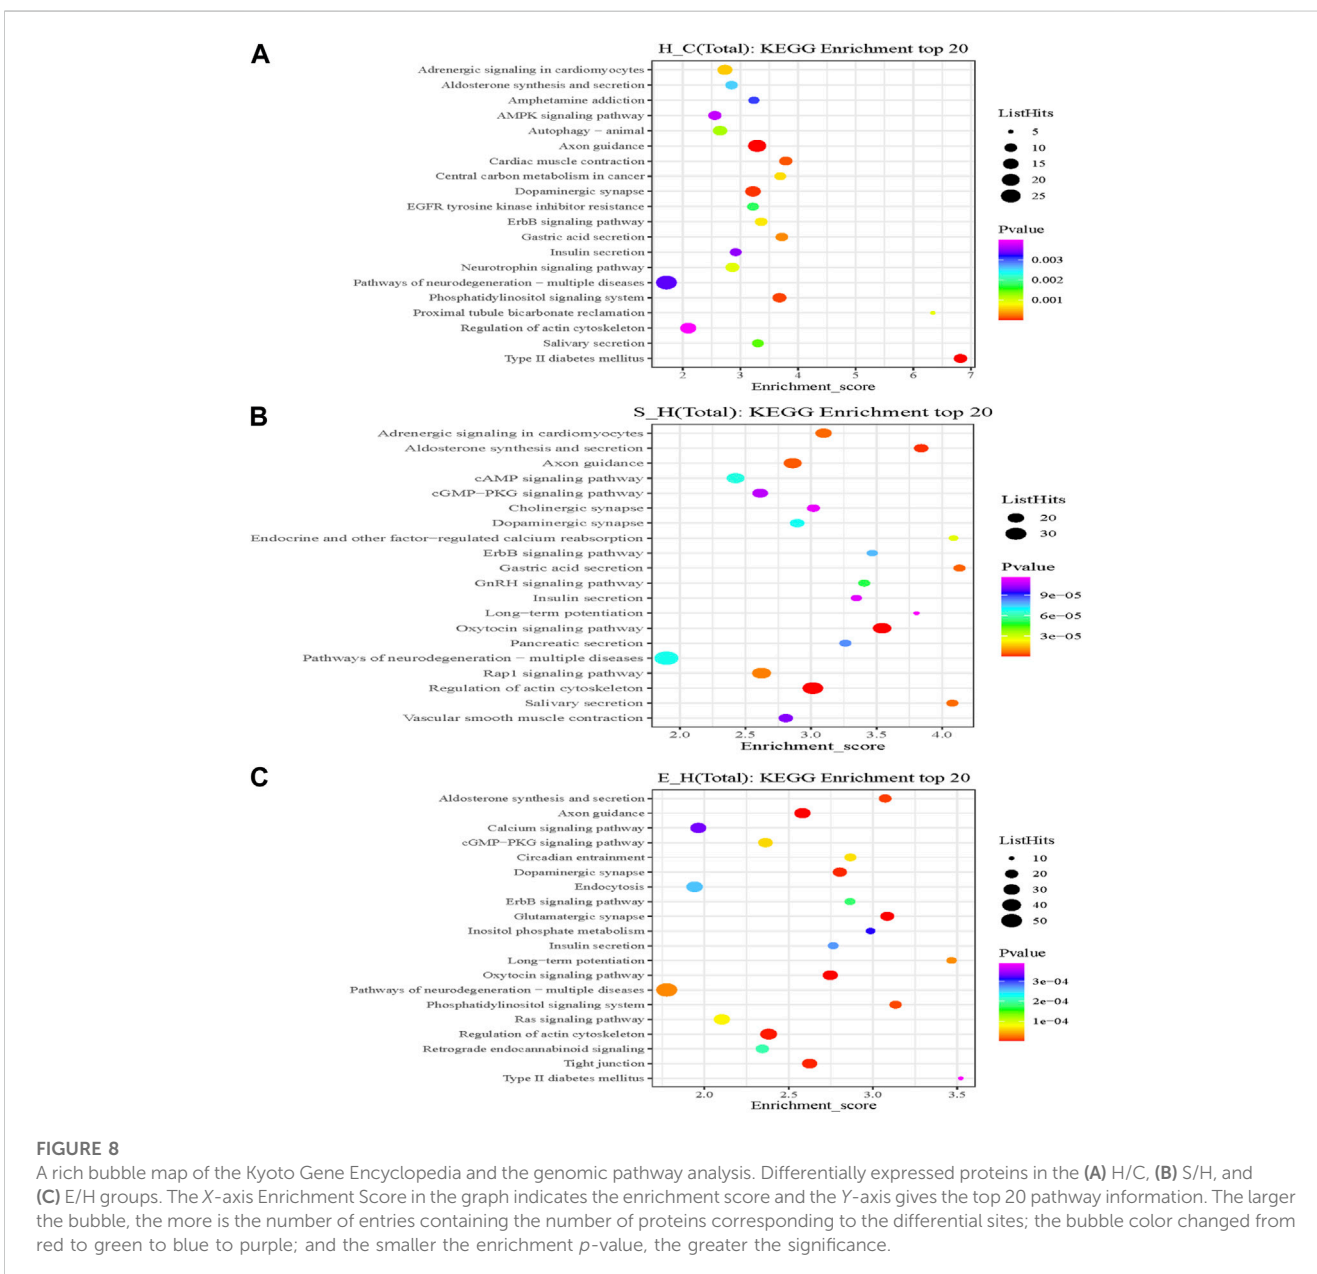 A
H_C(Total): KEGG Enrichment top 20
Adrenergic signaling in cardiomyocytes
Aldosterone synthesis and secretion
Amphetamine addiction
AMPK signaling pathway
Autophagy − animal
Axon guidance
Cardiac muscle contraction
Central carbon metabolism in cancer
Dopaminergic synapse
EGFR tyrosine kinase inhibitor resistance
ErbB signaling pathway
Gastric acid secretion
Insulin secretion
Neurotrophin signaling pathway
Pathways of neurodegeneration − multiple diseases
Phosphatidylinositol signaling system
Proximal tubule bicarbonate reclamation
Regulation of actin cytoskeleton
Salivary secretion
Type II diabetes mellitus
2 3 4 5 6 7
Enrichment_score
ListHits
5
10
15
20
25
Pvalue
0.003
0.002
0.001
B
S_H(Total): KEGG Enrichment top 20
Adrenergic signaling in cardiomyocytes
Aldosterone synthesis and secretion
Axon guidance
cAMP signaling pathway
cGMP−PKG signaling pathway
Cholinergic synapse
Dopaminergic synapse
Endocrine and other factor−regulated calcium reabsorption
ErbB signaling pathway
Gastric acid secretion
GnRH signaling pathway
Insulin secretion
Long−term potentiation
Oxytocin signaling pathway
Pancreatic secretion
Pathways of neurodegeneration − multiple diseases
Rap1 signaling pathway
Regulation of actin cytoskeleton
Salivary secretion
Vascular smooth muscle contraction
2.0 2.5 3.0 3.5 4.0
Enrichment_score
ListHits
20
30
Pvalue
9e−05
6e−05
3e−05
C
E_H(Total): KEGG Enrichment top 20
Aldosterone synthesis and secretion
Axon guidance
Calcium signaling pathway
cGMP−PKG signaling pathway
Circadian entrainment
Dopaminergic synapse
Endocytosis
ErbB signaling pathway
Glutamatergic synapse
Inositol phosphate metabolism
Insulin secretion
Long−term potentiation
Oxytocin signaling pathway
Pathways of neurodegeneration − multiple diseases
Phosphatidylinositol signaling system
Ras signaling pathway
Regulation of actin cytoskeleton
Retrograde endocannabinoid signaling
Tight junction
Type II diabetes mellitus
2.0 2.5 3.0 3.5
Enrichment_score
ListHits
10
20
30
40
50
Pvalue
3e−04
2e−04
1e−04
FIGURE 8
A rich bubble map of the Kyoto Gene Encyclopedia and the genomic pathway analysis. Differentially expressed proteins in the (A) H/C, (B) S/H, and
(C) E/H groups. The X-axis Enrichment Score in the graph indicates the enrichment score and the Y-axis gives the top 20 pathway information. The larger
the bubble, the more is the number of entries containing the number of proteins corresponding to the differential sites; the bubble color changed from
red to green to blue to purple; and the smaller the enrichment p-value, the greater the significance.